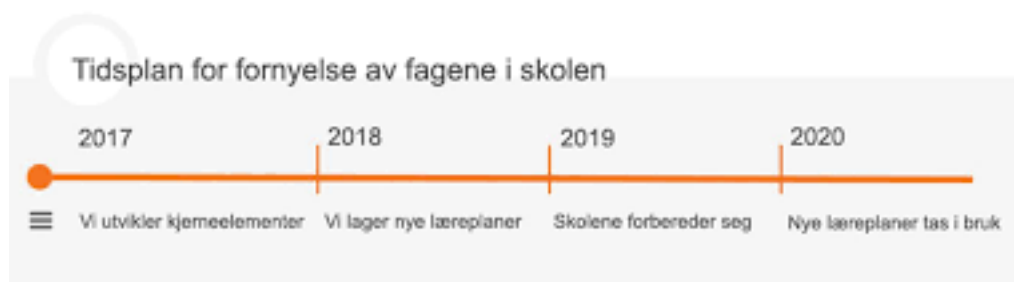 Tidsplan for fornyelse av fagene i skolen
2017 2018 2019 2020
Vi utvikler kjerneelementer Vi lager nye læreplaner Skolene forbereder seg Nye læreplaner tas i bruk